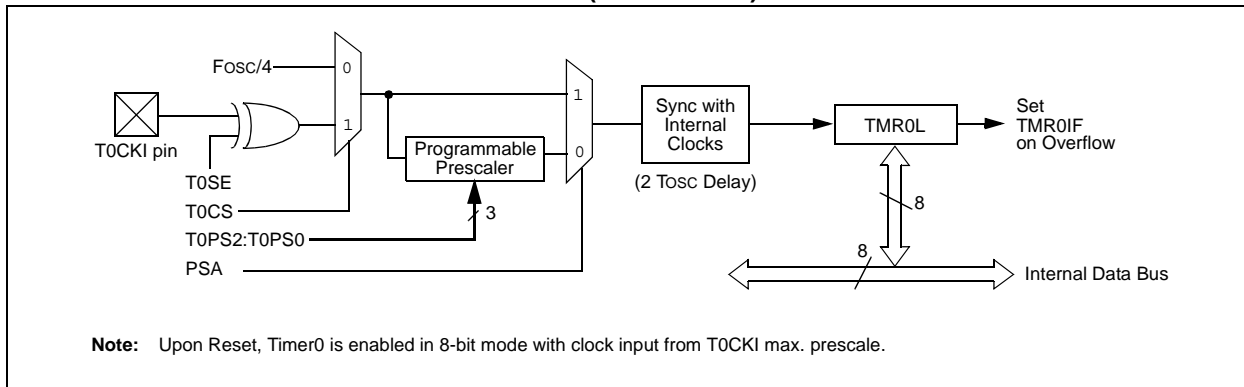 FOSC/4
0
1
T0CKI pin
T0SE
T0CS
T0PS2:T0PS0
PSA
Programmable
Prescaler
3
1
0
Sync with
Internal
Clocks
(2 TOSC Delay)
TMR0L
Set
TMR0IF
on Overflow
8
8
Internal Data Bus
Note: Upon Reset, Timer0 is enabled in 8-bit mode with clock input from T0CKI max. prescale.